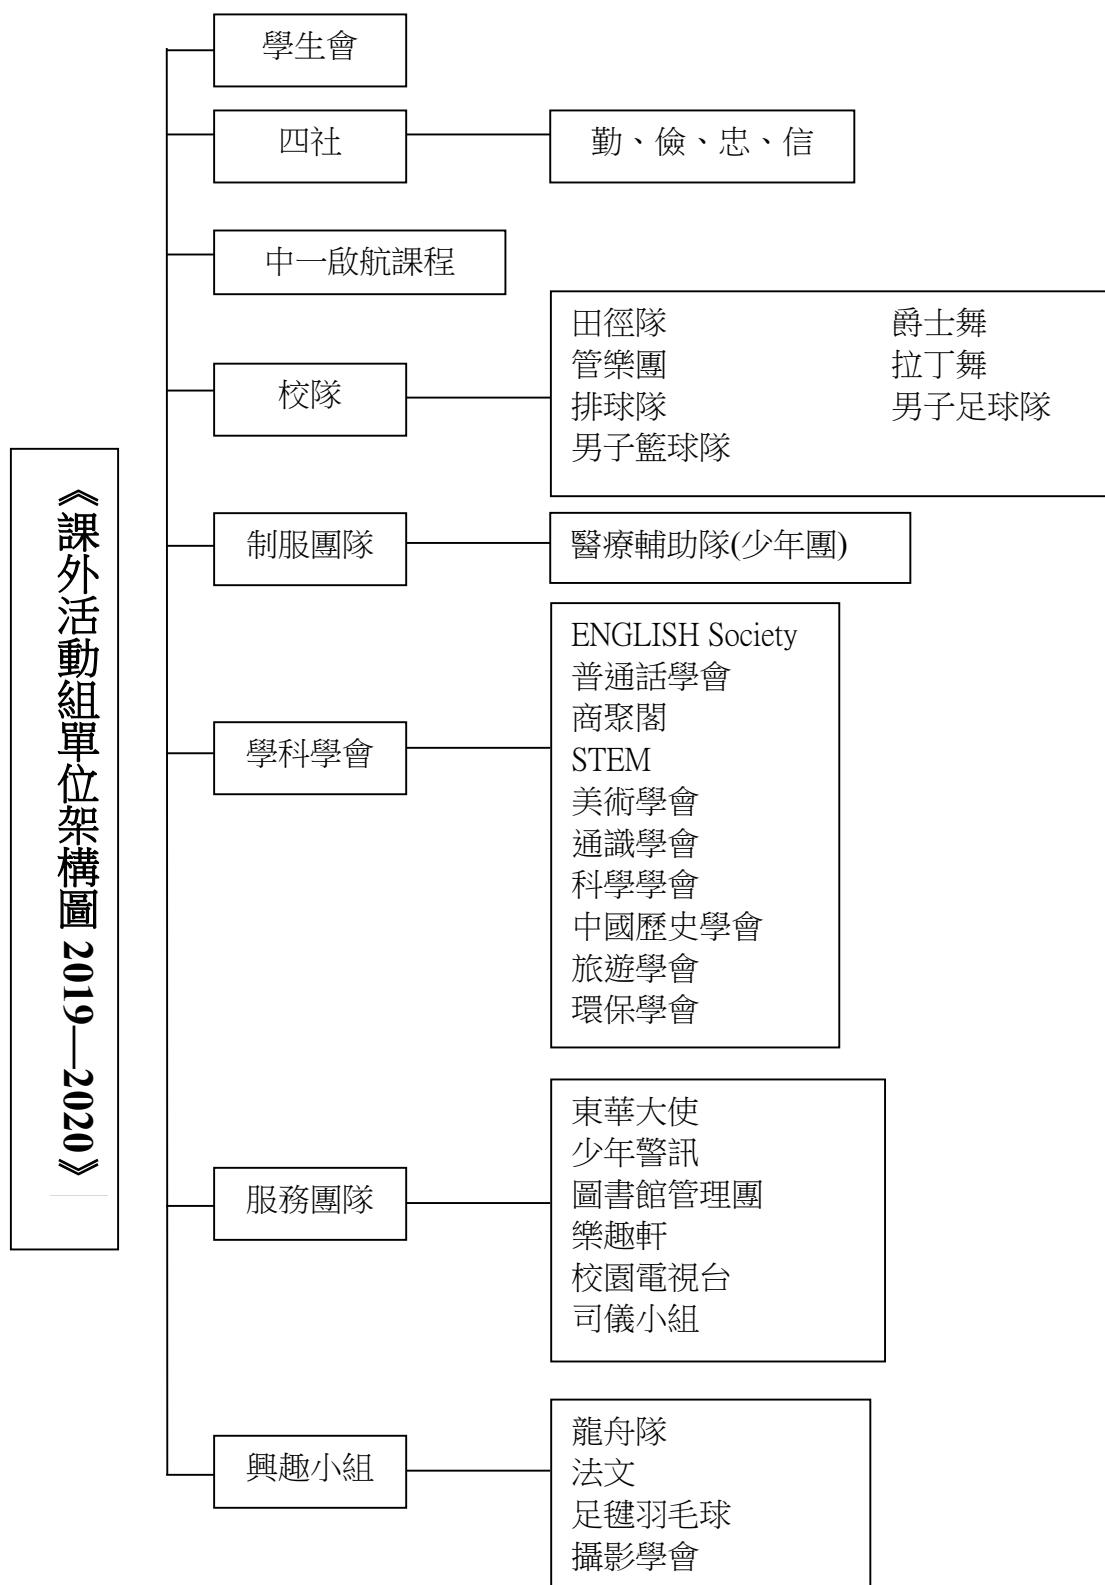 《課外活動組單位架構圖 2019—2020》
學生會
四社
勤、儉、忠、信
中一啟航課程
校隊
田徑隊 爵士舞
管樂團 拉丁舞
排球隊 男子足球隊
男子籃球隊
制服團隊
醫療輔助隊(少年團)
學科學會
ENGLISH Society
普通話學會
商聚閣
STEM
美術學會
通識學會
科學學會
中國歷史學會
旅遊學會
環保學會
服務團隊
東華大使
少年警訊
圖書館管理團
樂趣軒
校園電視台
司儀小組
興趣小組
龍舟隊
法文
足毽羽毛球
攝影學會